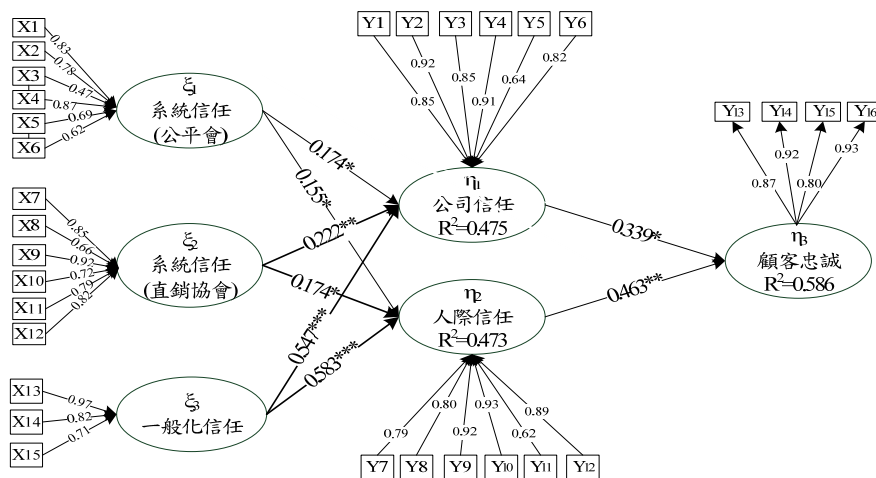 X1
0.83
X2
0.78
X3
0.47
X4
0.87
X5
0.69
X6
0.62
ξ1
系統信任
(公平會)
X7
0.85
X8
0.66
X9
0.92
X10
0.72
X11
0.79
X12
0.82
ξ2
系統信任
(直銷協會)
X13
0.97
X14
0.82
X15
0.71
ξ3
一般化信任
0.174*
0.155*
0.222**
0.174*
0.547***
0.583***
Y1 Y2 Y3 Y4 Y5 Y6
0.85 0.92 0.85 0.91 0.64 0.82
η1
公司信任
R²=0.475
η2
人際信任
R²=0.473
0.79 0.80 0.92 0.93 0.62 0.89
Y7 Y8 Y9 Y10 Y11 Y12
0.339*
0.463**
Y13 Y14 Y15 Y16
0.87 0.92 0.80 0.93
η3
顧客忠誠
R²=0.586